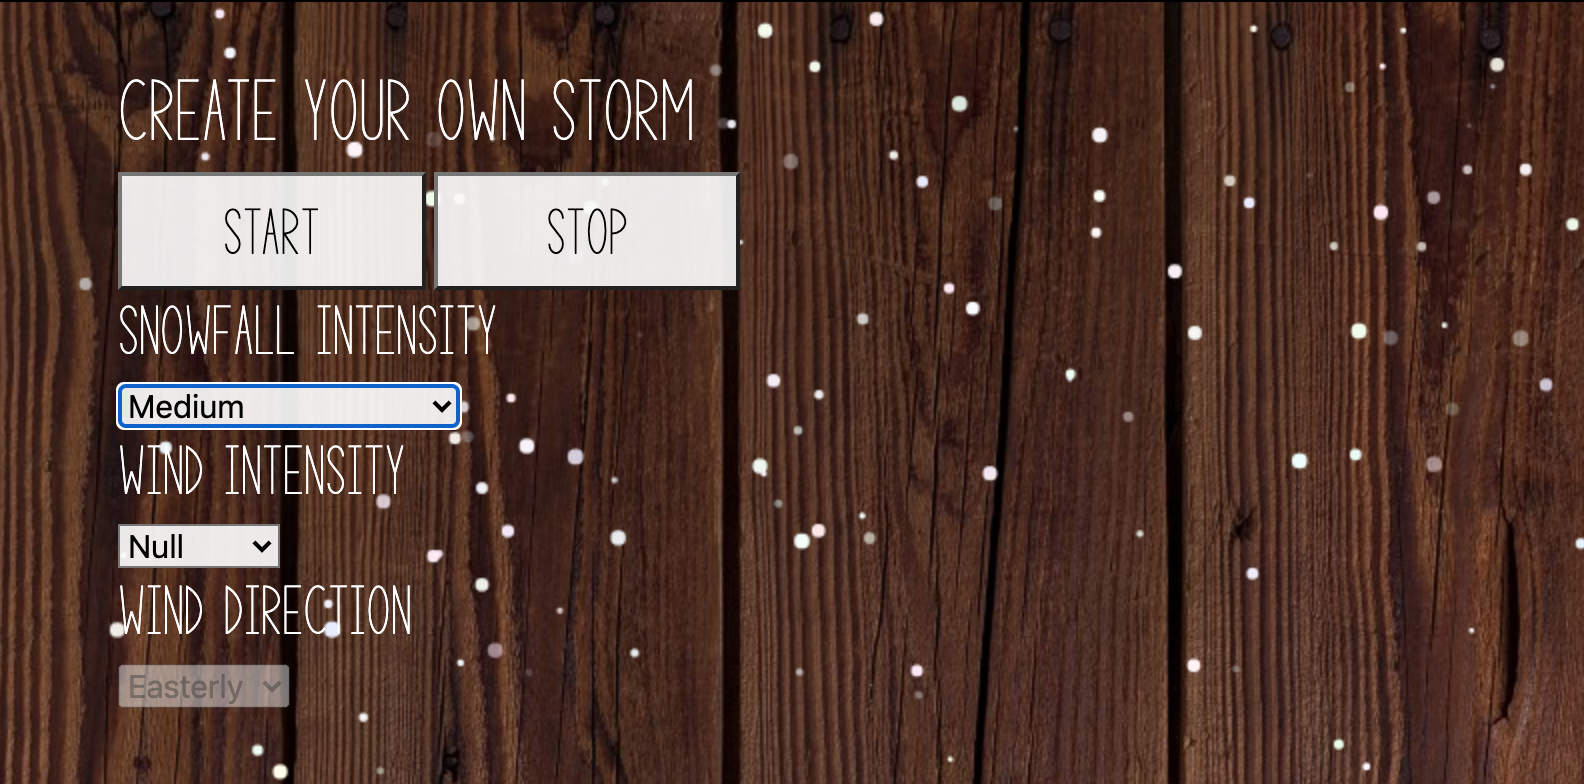 CREATE YOUR OWN STORM
START STOP
SNOWFALL INTENSITY
Medium
WIND INTENSITY
Null
WIND DIRECTION
Easterly